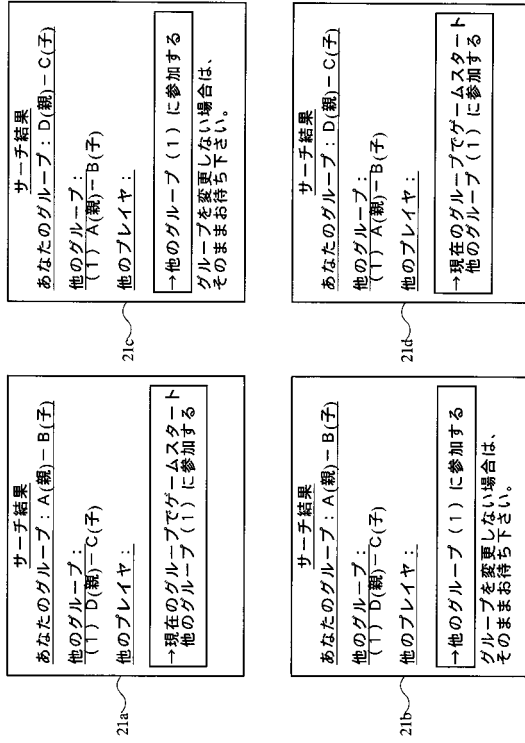 サーチ結果
あなたのグループ：A(親)－B(子)
他のグループ：
(1) D(親)－C(子)
他のプレイヤ：
→現在のグループでゲームスタート
他のグループ(1)に参加する
21a
サーチ結果
あなたのグループ：A(親)－B(子)
他のグループ：
(1) D(親)－C(子)
他のプレイヤ：
→他のグループ(1)に参加する
グループを変更しない場合は、
そのままお待ち下さい。
21b
サーチ結果
あなたのグループ：D(親)－C(子)
他のグループ：
(1) A(親)－B(子)
他のプレイヤ：
→他のグループ(1)に参加する
グループを変更しない場合は、
そのままお待ち下さい。
21c
サーチ結果
あなたのグループ：D(親)－C(子)
他のグループ：
(1) A(親)－B(子)
他のプレイヤ：
→現在のグループでゲームスタート
他のグループ(1)に参加する
21d